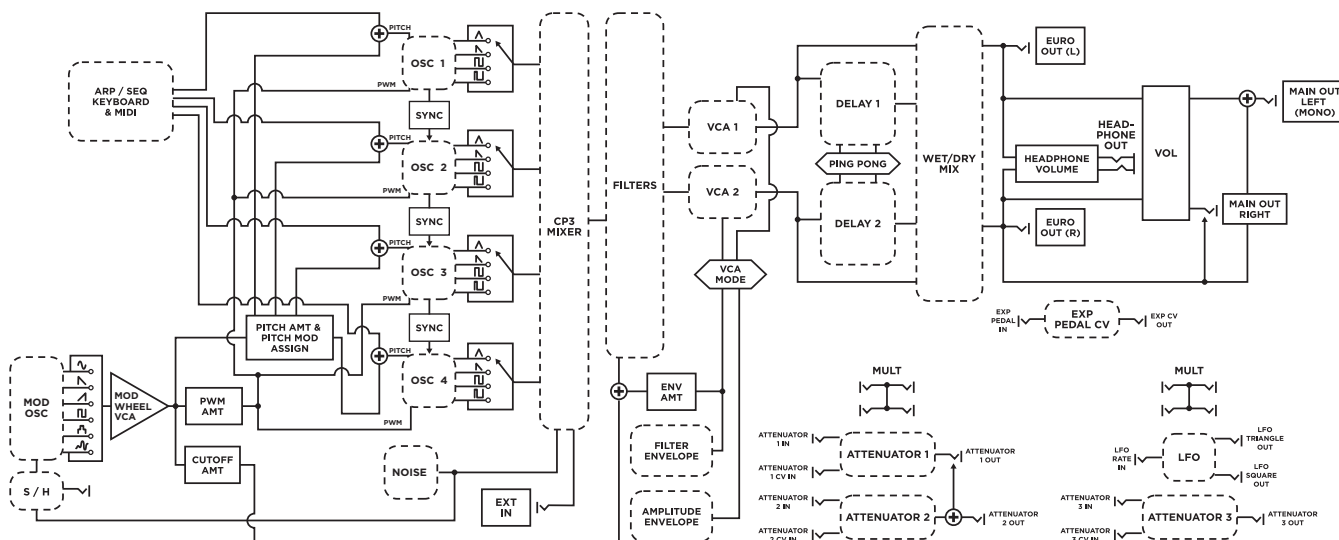 ARP / SEQ
KEYBOARD
& MIDI
PITCH
OSC 1
PWM
SYNC
PITCH
OSC 2
PWM
SYNC
PITCH
OSC 3
PWM
SYNC
PITCH
OSC 4
PWM
PITCH AMT &
PITCH MOD
ASSIGN
MOD
OSC
MOD
WHEEL
VCA
PWM
AMT
CUTOFF
AMT
S / H
NOISE
EXT
IN
CP3
MIXER
FILTERS
VCA 1
VCA 2
VCA
MODE
ENV
AMT
FILTER
ENVELOPE
AMPLITUDE
ENVELOPE
DELAY 1
PING PONG
DELAY 2
WET/DRY
MIX
EURO
OUT (L)
HEAD-
PHONE
OUT
HEADPHONE
VOLUME
EURO
OUT (R)
VOL
MAIN OUT
LEFT
(MONO)
MAIN OUT
RIGHT
EXP
PEDAL
IN
EXP
PEDAL CV
EXP CV
OUT
MULT
MULT
ATTENUATOR
1 IN
ATTENUATOR
1 CV IN
ATTENUATOR 1
ATTENUATOR
1 OUT
ATTENUATOR
2 IN
ATTENUATOR
2 CV IN
ATTENUATOR 2
ATTENUATOR
2 OUT
LFO
RATE
IN
LFO
LFO
TRIANGLE
OUT
LFO
SQUARE
OUT
ATTENUATOR
3 IN
ATTENUATOR
3 CV IN
ATTENUATOR 3
ATTENUATOR
3 OUT